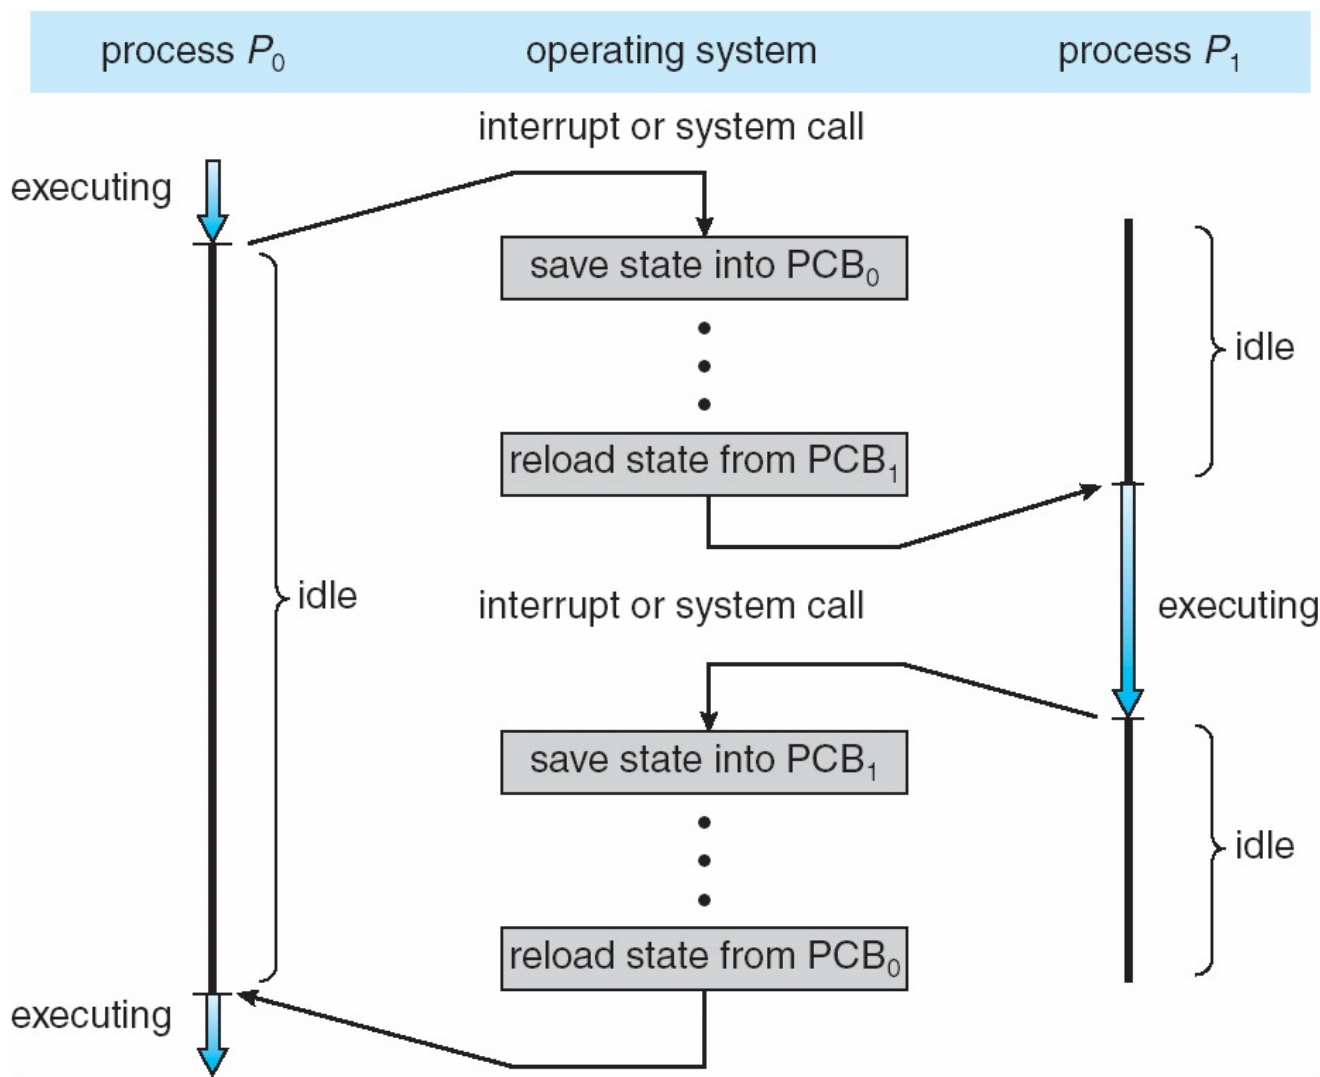 process P₀ operating system process P₁
interrupt or system call
executing
save state into PCB₀
idle
reload state from PCB₁
idle
interrupt or system call
executing
save state into PCB₁
idle
reload state from PCB₀
executing